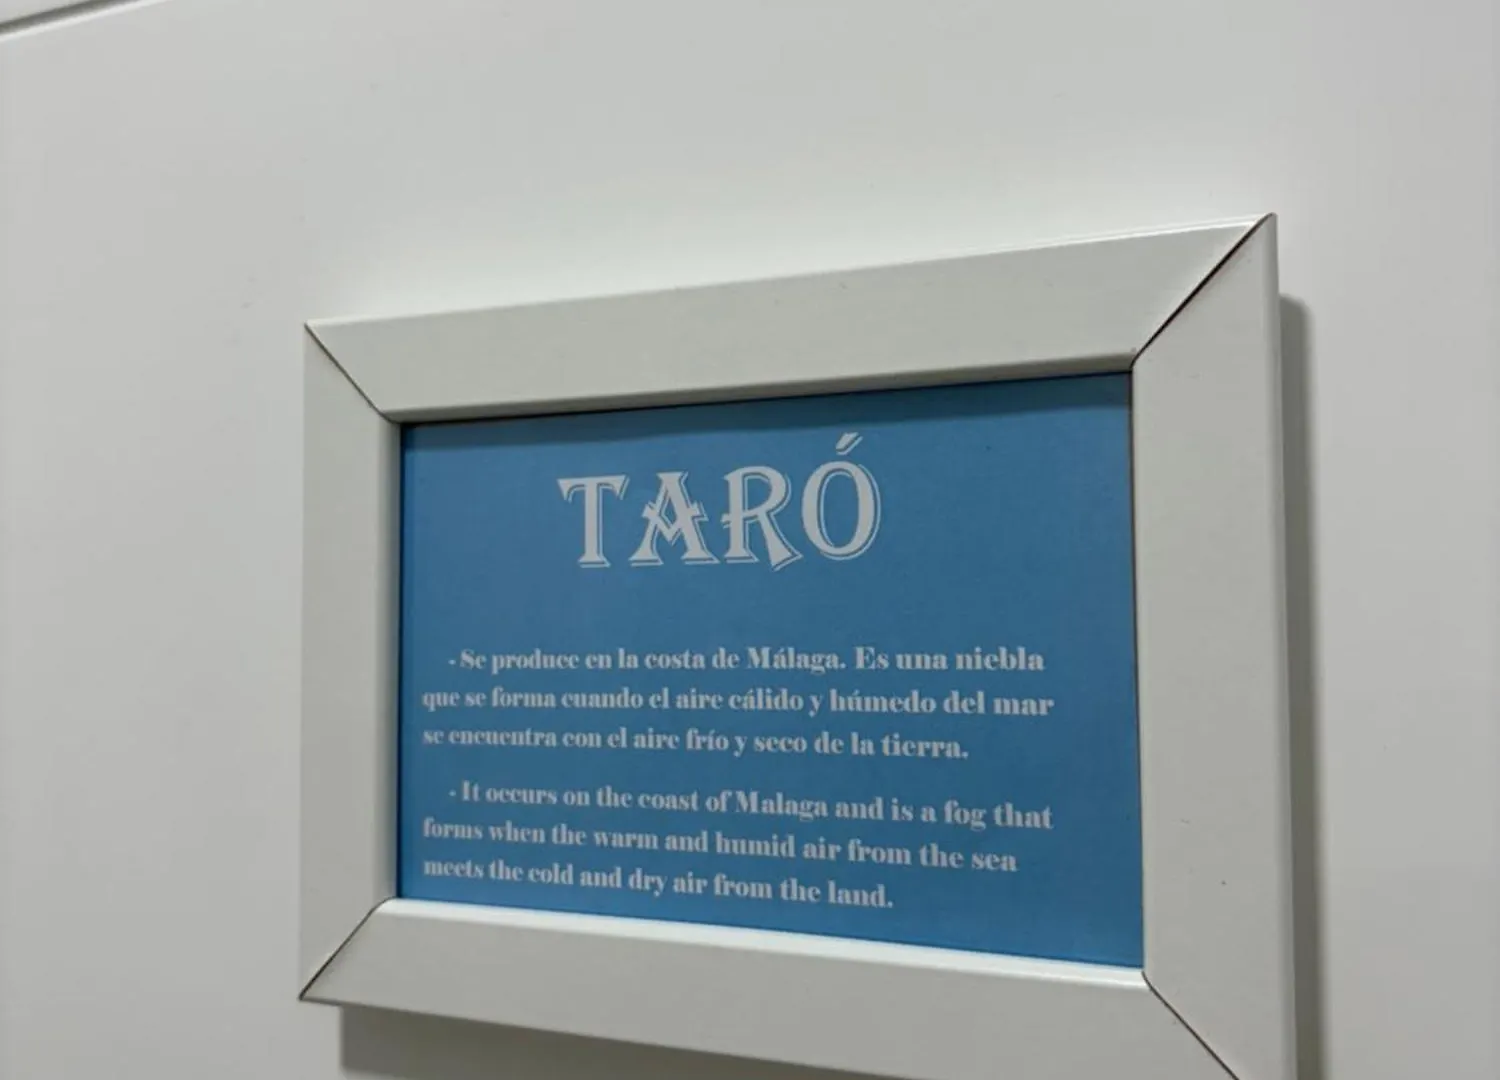 TARÓ
- Se produce en la costa de Málaga. Es una niebla
que se forma cuando el aire cálido y húmedo del mar
se encuentra con el aire frío y seco de la tierra.
- It occurs on the coast of Malaga and is a fog that
forms when the warm and humid air from the sea
meets the cold and dry air from the land.